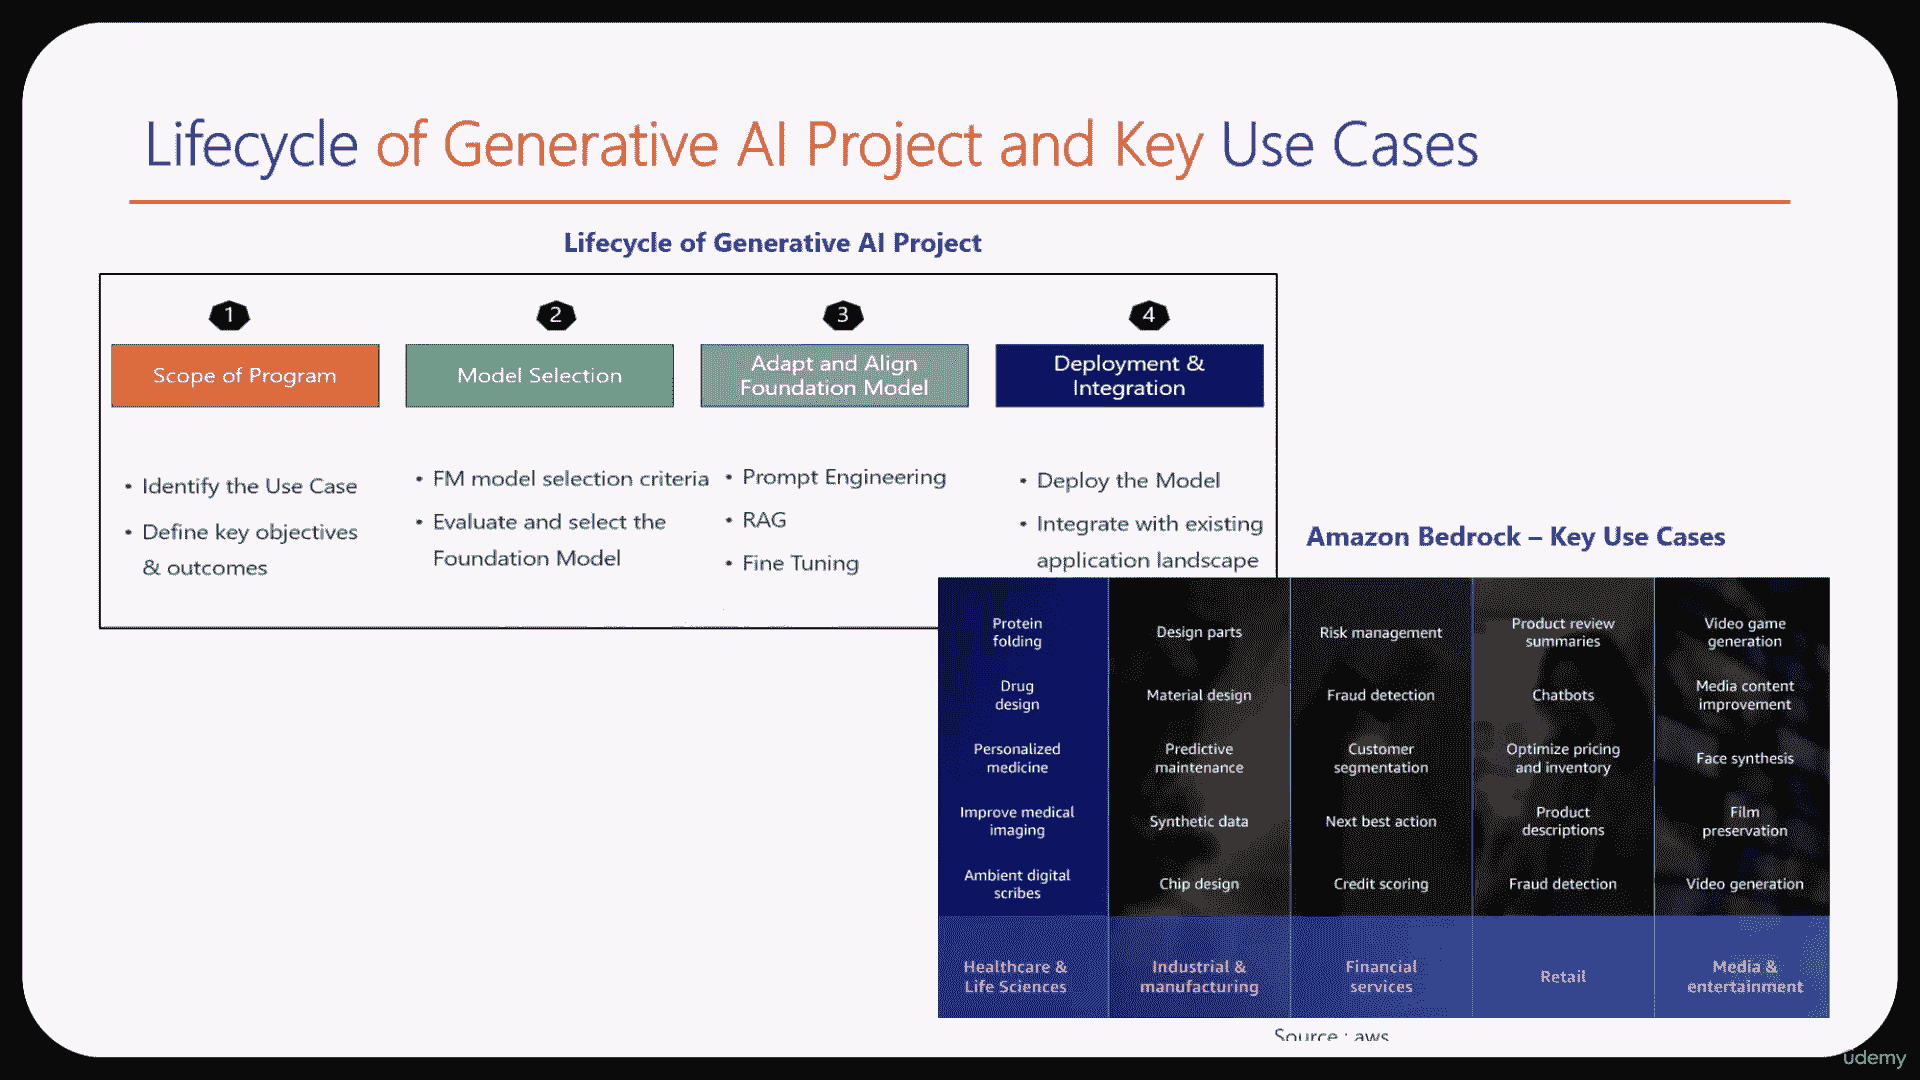 Lifecycle of Generative AI Project and Key Use Cases
Lifecycle of Generative AI Project
1
Scope of Program
• Identify the Use Case
• Define key objectives
& outcomes
2
Model Selection
• FM model selection criteria
• Evaluate and select the
Foundation Model
3
Adapt and Align
Foundation Model
• Prompt Engineering
• RAG
• Fine Tuning
4
Deployment &
Integration
• Deploy the Model
• Integrate with existing
application landscape
Amazon Bedrock – Key Use Cases
Protein
folding
Drug
design
Personalized
medicine
Improve medical
imaging
Ambient digital
scribes
Healthcare &
Life Sciences
Design parts
Material design
Predictive
maintenance
Synthetic data
Chip design
Industrial &
manufacturing
Risk management
Fraud detection
Customer
segmentation
Next best action
Credit scoring
Financial
services
Product review
summaries
Chatbots
Optimize pricing
and inventory
Product
descriptions
Fraud detection
Retail
Video game
generation
Media content
improvement
Face synthesis
Film
preservation
Video generation
Media &
entertainment
Source : aws
udemy